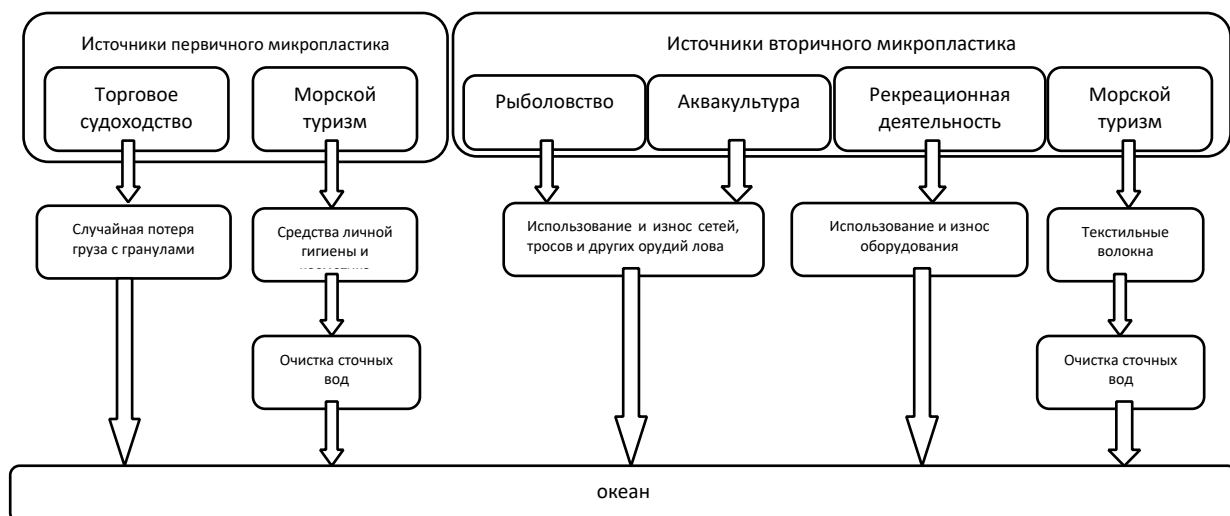 Источники первичного микропластика
Источники вторичного микропластика
Торговое
судоходство
Морской
туризм
Рыболовство
Аквакультура
Рекреационная
деятельность
Морской
туризм
Случайная потеря
груза с гранулами
Средства личной
гигиены и
Использование и износ сетей,
тросов и других орудий лова
Использование и износ
оборудования
Текстильные
волокна
Очистка сточных
вод
Очистка сточных
вод
океан